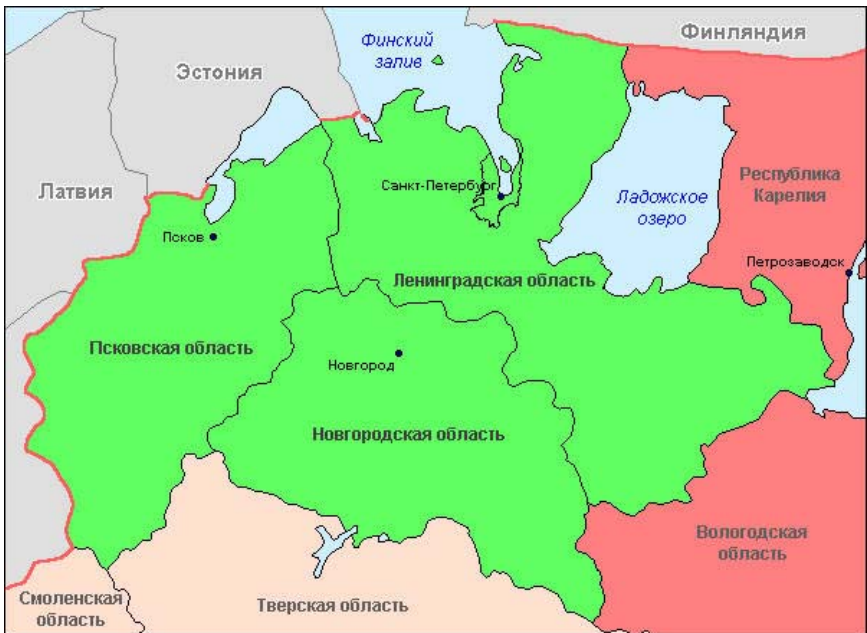 Финляндия
Финский
залив
Эстония
Республика
Карелия
Латвия
Санкт-Петербург
Ладожское
озеро
Псков
Петрозаводск
Ленинградская область
Псковская область
Новгород
Новгородская область
Вологодская
область
Смоленская
область
Тверская область